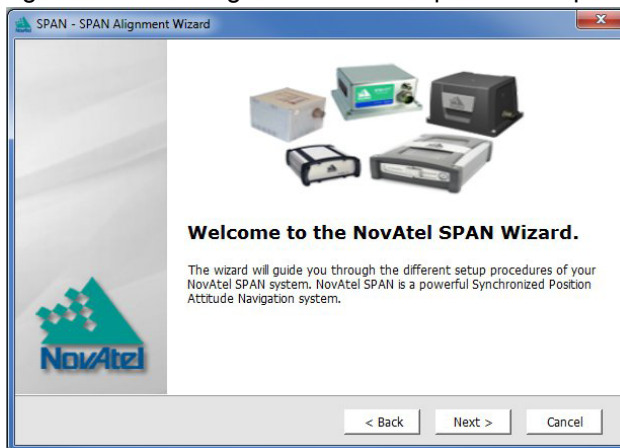 SPAN - SPAN Alignment Wizard
Welcome to the NovAtel SPAN Wizard.
The wizard will guide you through the different setup procedures of your
NovAtel SPAN system. NovAtel SPAN is a powerful Synchronized Position
Attitude Navigation system.
NovAtel
< Back
Next >
Cancel